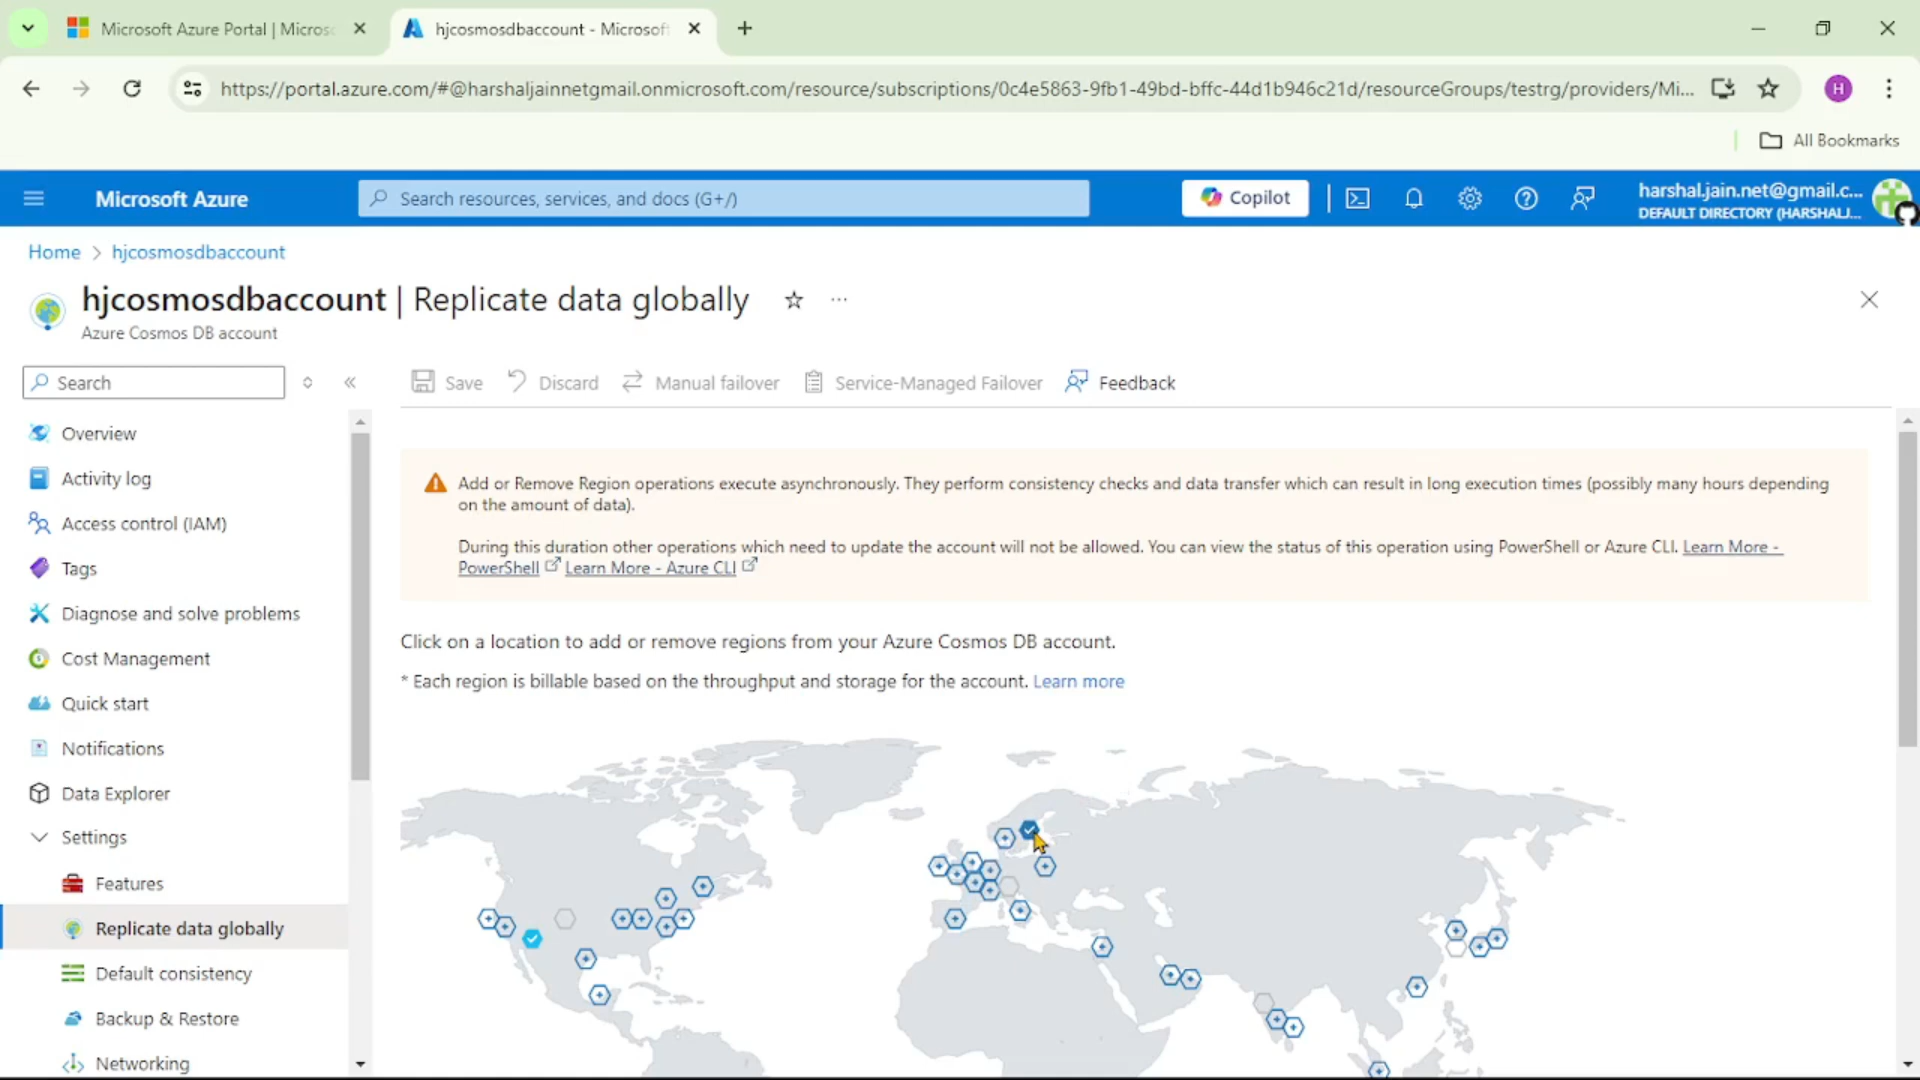 Microsoft Azure Portal | Micros
hjcosmosdbaccount - Microsof
https://portal.azure.com/#@harshaljainnetgmail.onmicrosoft.com/resource/subscriptions/0c4e5863-9fb1-49bd-bffc-44d1b946c21d/resourceGroups/testrg/providers/Mi...
H
All Bookmarks
Microsoft Azure
Search resources, services, and docs (G+/)
Copilot
harshal.jain.net@gmail.c...
DEFAULT DIRECTORY (HARSHALJ...
Home > hjcosmosdbaccount
hjcosmosdbaccount | Replicate data globally
Azure Cosmos DB account
Search
Save
Discard
Manual failover
Service-Managed Failover
Feedback
Overview
Activity log
Access control (IAM)
Tags
Diagnose and solve problems
Cost Management
Quick start
Notifications
Data Explorer
Settings
Features
Replicate data globally
Default consistency
Backup & Restore
Networking
Add or Remove Region operations execute asynchronously. They perform consistency checks and data transfer which can result in long execution times (possibly many hours depending
on the amount of data).
During this duration other operations which need to update the account will not be allowed. You can view the status of this operation using PowerShell or Azure CLI. Learn More -
PowerShell Learn More - Azure CLI
Click on a location to add or remove regions from your Azure Cosmos DB account.
* Each region is billable based on the throughput and storage for the account. Learn more